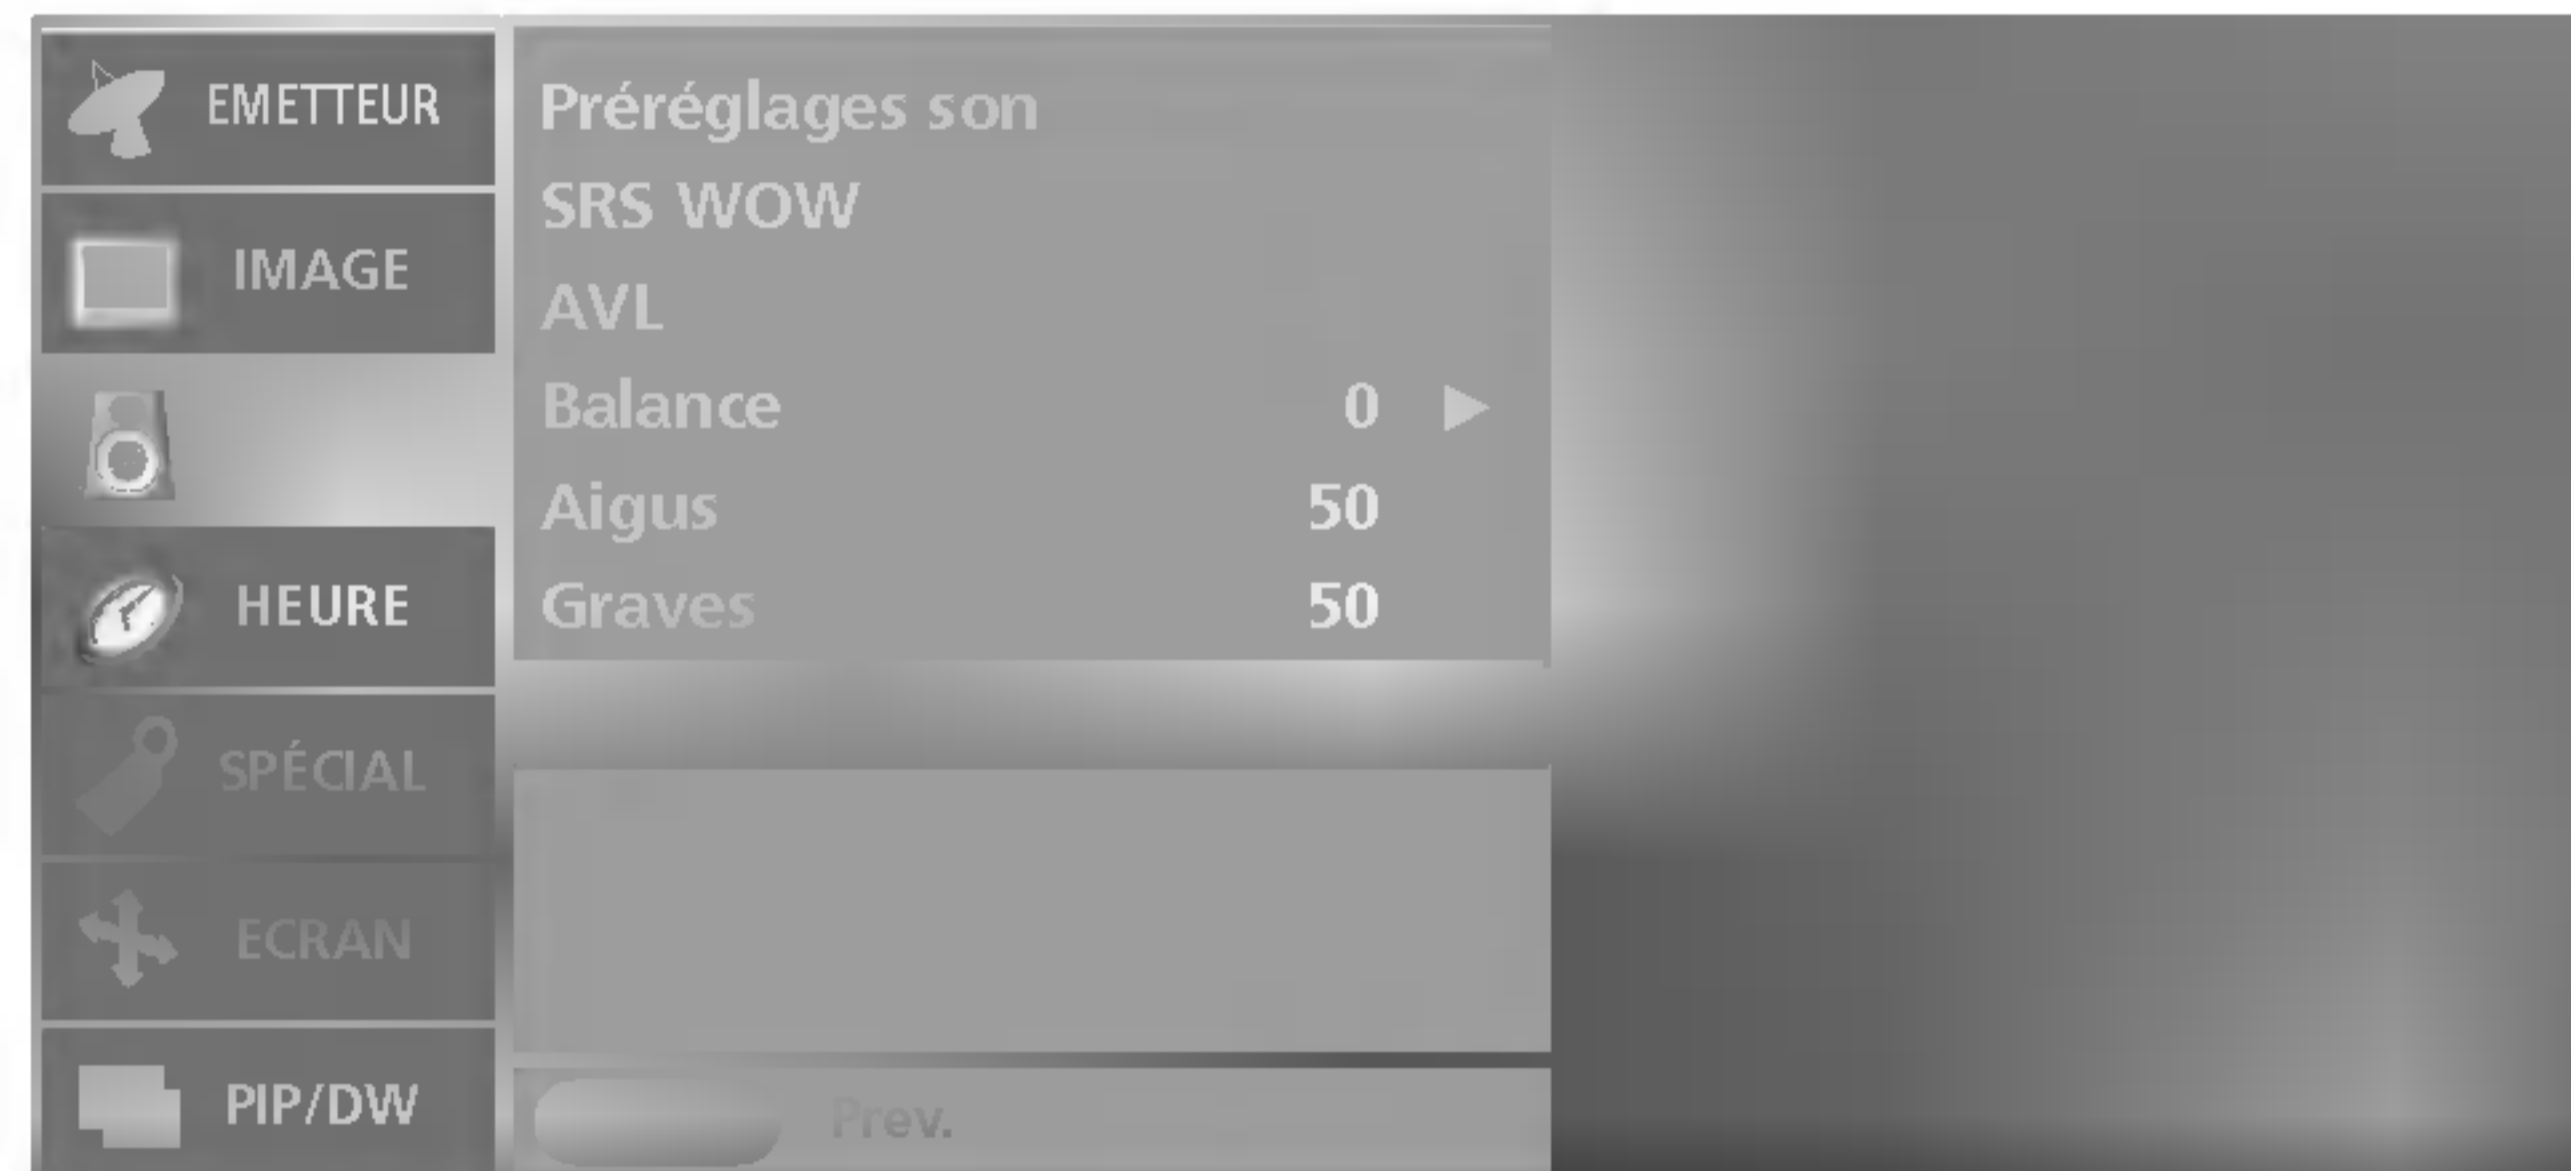 EMETTEUR
IMAGE
HEURE
SPÉCIAL
ECRAN
PIP/DW
Préréglages son
SRS WOW
AVL
Balance 0 ▶
Aigus 50
Graves 50
Prev.